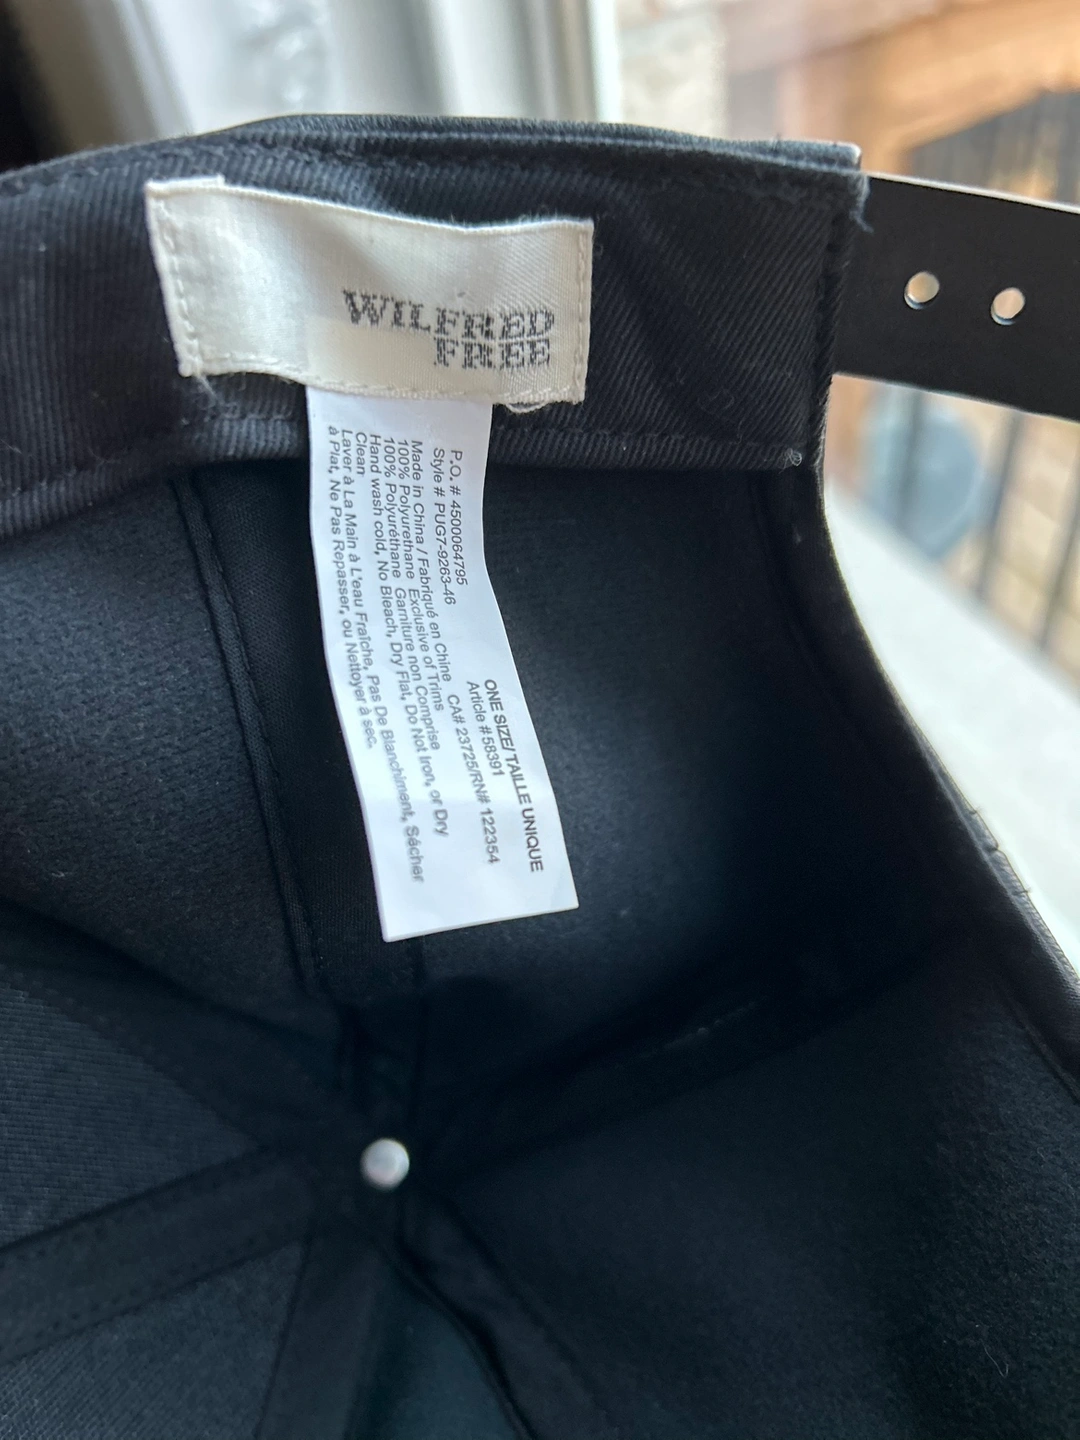 WILFRED
FREE
P.O. # 4500064795
Style # PUG7-9263-46
ONE SIZE/ TAILLE UNIQUE
Article # 58391
Made in China / Fabriqué en Chine CA# 23725/RN# 122354
100% Polyurethane Exclusive of Trims
100% Polyuréthane Garniture non Comprise
Hand wash cold, No Bleach, Dry Flat, Do Not Iron, or Dry
Clean
Laver à La Main à L'eau Fraîche, Pas De Blanchiment, Sécher
à Plat, Ne Pas Repasser, ou Nettoyer à sec.